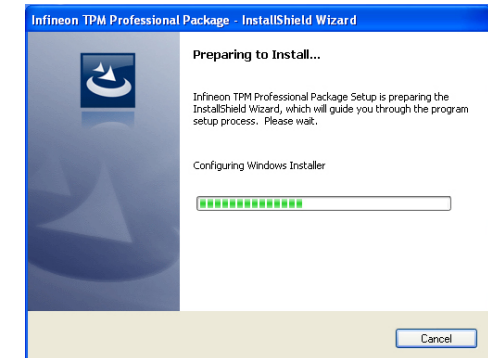 Infineon TPM Professional Package - InstallShield Wizard
Preparing to Install...
Infineon TPM Professional Package Setup is preparing the
InstallShield Wizard, which will guide you through the program
setup process. Please wait.
Configuring Windows Installer
Cancel